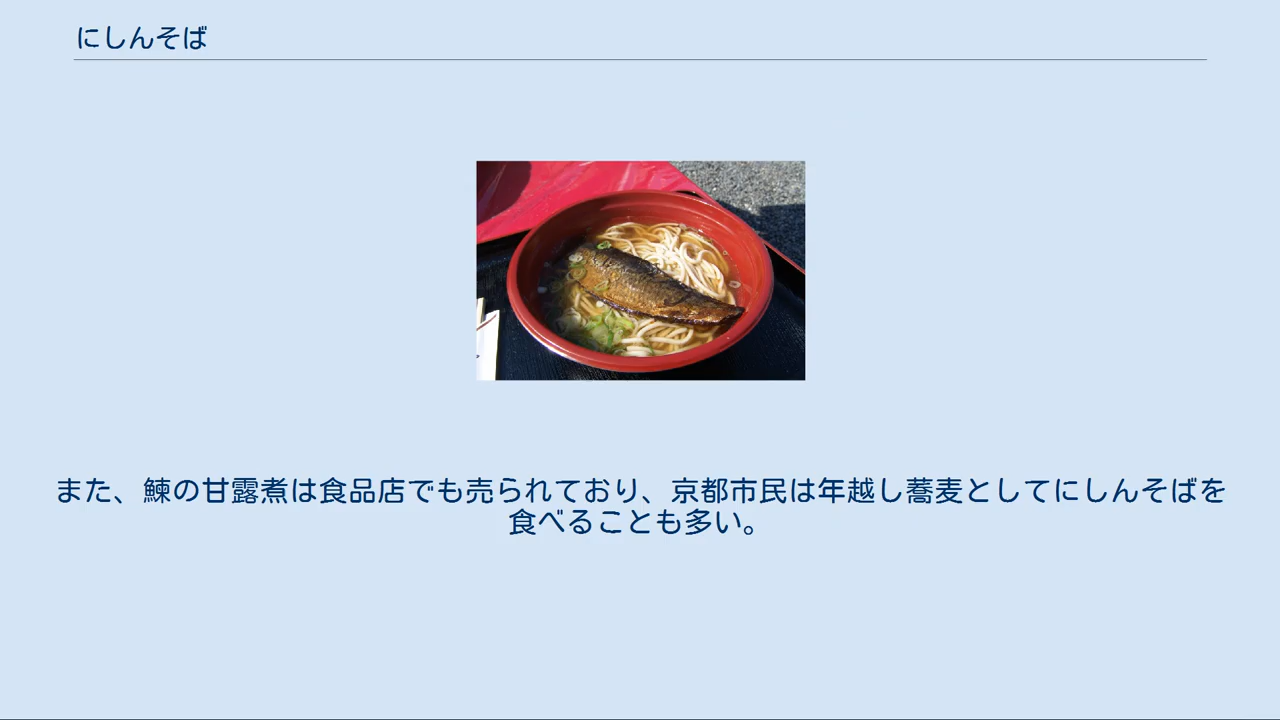 にしんそば
また、鰊の甘露煮は食品店でも売られており、京都市民は年越し蕎麦としてにしんそばを
食べることも多い。